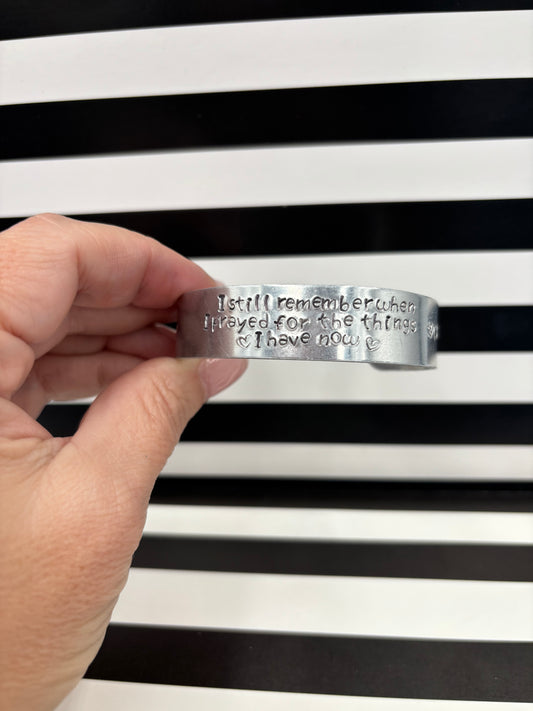 I still remember when
I prayed for the things
♡ I have now ♡